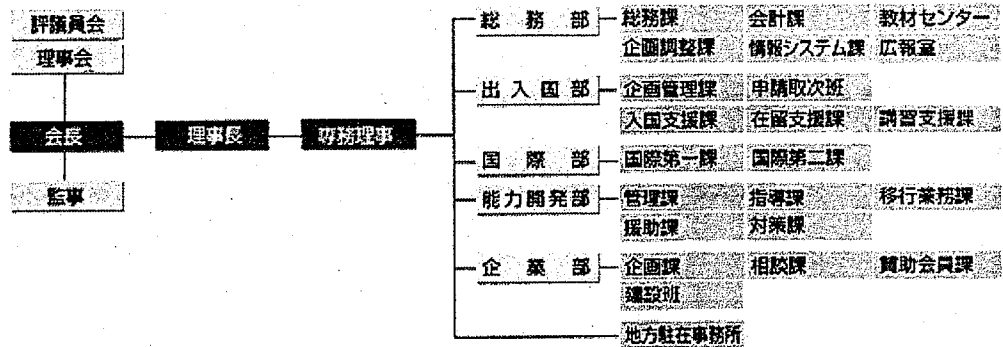 評議員会
理事会
会長 理事長 専務理事
監事
総務部 総務課 会計課 教材センター
企画調整課 情報システム課 広報室
出入国部 企画管理課 申請取次班
入国支援課 在留支援課 講習支援課
国際部 国際第一課 国際第二課
能力開発部 管理課 指導課 移行業務課
援助課 対策課
企業部 企画課 相談課 賛助会員課
建設班
地方駐在事務所